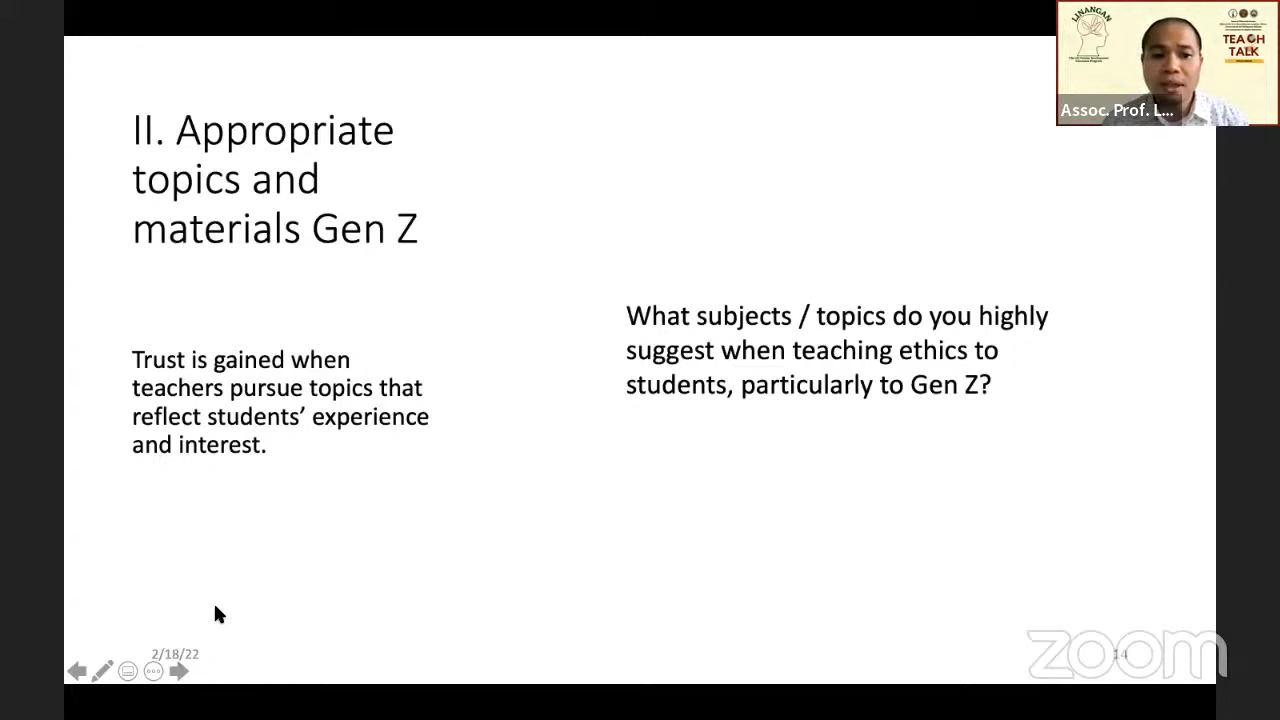 II. Appropriate
topics and
materials Gen Z
Trust is gained when
teachers pursue topics that
reflect students' experience
and interest.
What subjects / topics do you highly
suggest when teaching ethics to
students, particularly to Gen Z?
LINANGAN
TEACH
TALK
Assoc. Prof. L...
2/18/22
14
zoom